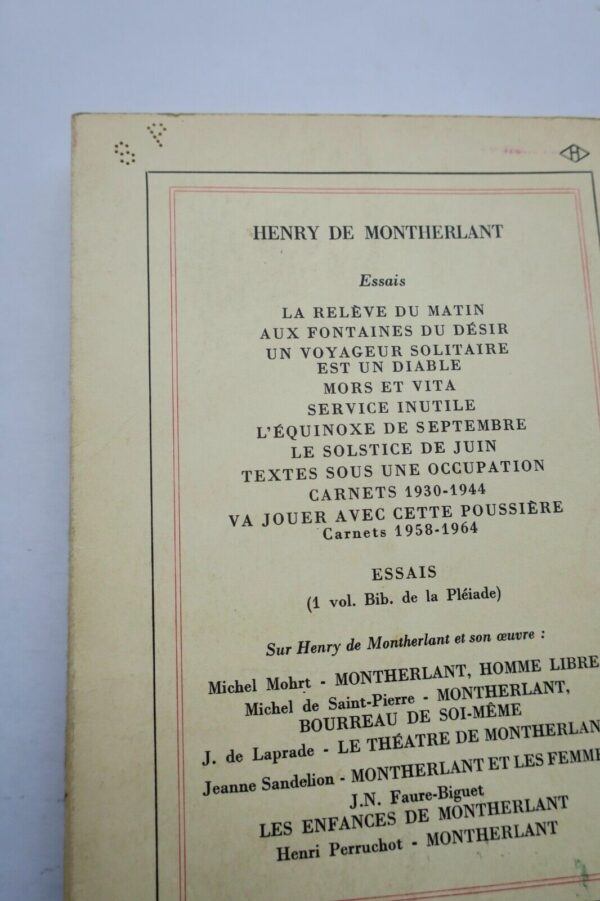 S P
H
HENRY DE MONTHERLANT
Essais
LA RELÈVE DU MATIN
AUX FONTAINES DU DÉSIR
UN VOYAGEUR SOLITAIRE
EST UN DIABLE
MORS ET VITA
SERVICE INUTILE
L'ÉQUINOXE DE SEPTEMBRE
LE SOLSTICE DE JUIN
TEXTES SOUS UNE OCCUPATION
CARNETS 1930-1944
VA JOUER AVEC CETTE POUSSIÈRE
Carnets 1958-1964
ESSAIS
(1 vol. Bib. de la Pléiade)
Sur Henry de Montherlant et son œuvre :
Michel Mohrt - MONTHERLANT, HOMME LIBRE
Michel de Saint-Pierre - MONTHERLANT,
BOURREAU DE SOI-MÊME
J. de Laprade - LE THÉATRE DE MONTHERLAN
Jeanne Sandelion - MONTHERLANT ET LES FEMME
J.N. Faure-Biguet
LES ENFANCES DE MONTHERLANT
Henri Perruchot - MONTHERLANT